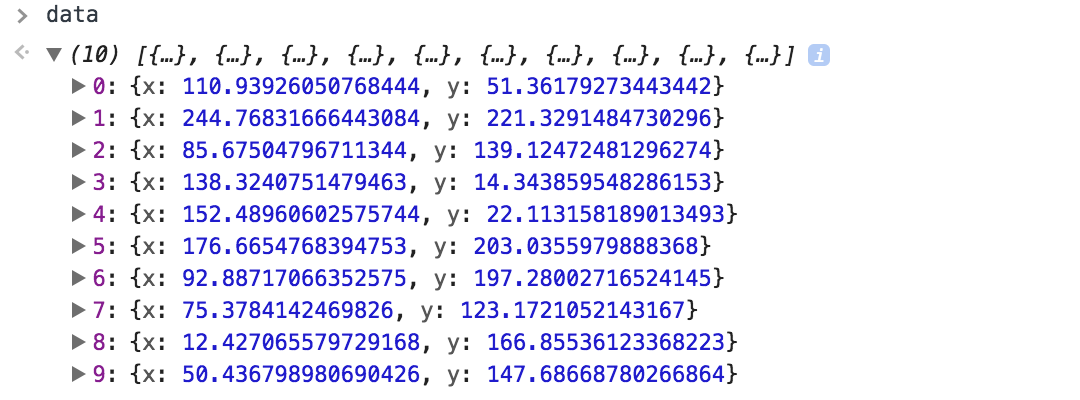 > data
(10) [{…}, {…}, {…}, {…}, {…}, {…}, {…}, {…}, {…}, {…}] i
0: {x: 110.93926050768444, y: 51.36179273443442}
1: {x: 244.76831666443084, y: 221.3291484730296}
2: {x: 85.67504796711344, y: 139.12472481296274}
3: {x: 138.3240751479463, y: 14.343859548286153}
4: {x: 152.48960602575744, y: 22.113158189013493}
5: {x: 176.6654768394753, y: 203.0355979888368}
6: {x: 92.88717066352575, y: 197.28002716524145}
7: {x: 75.3784142469826, y: 123.1721052143167}
8: {x: 12.427065579729168, y: 166.85536123368223}
9: {x: 50.436798980690426, y: 147.68668780266864}